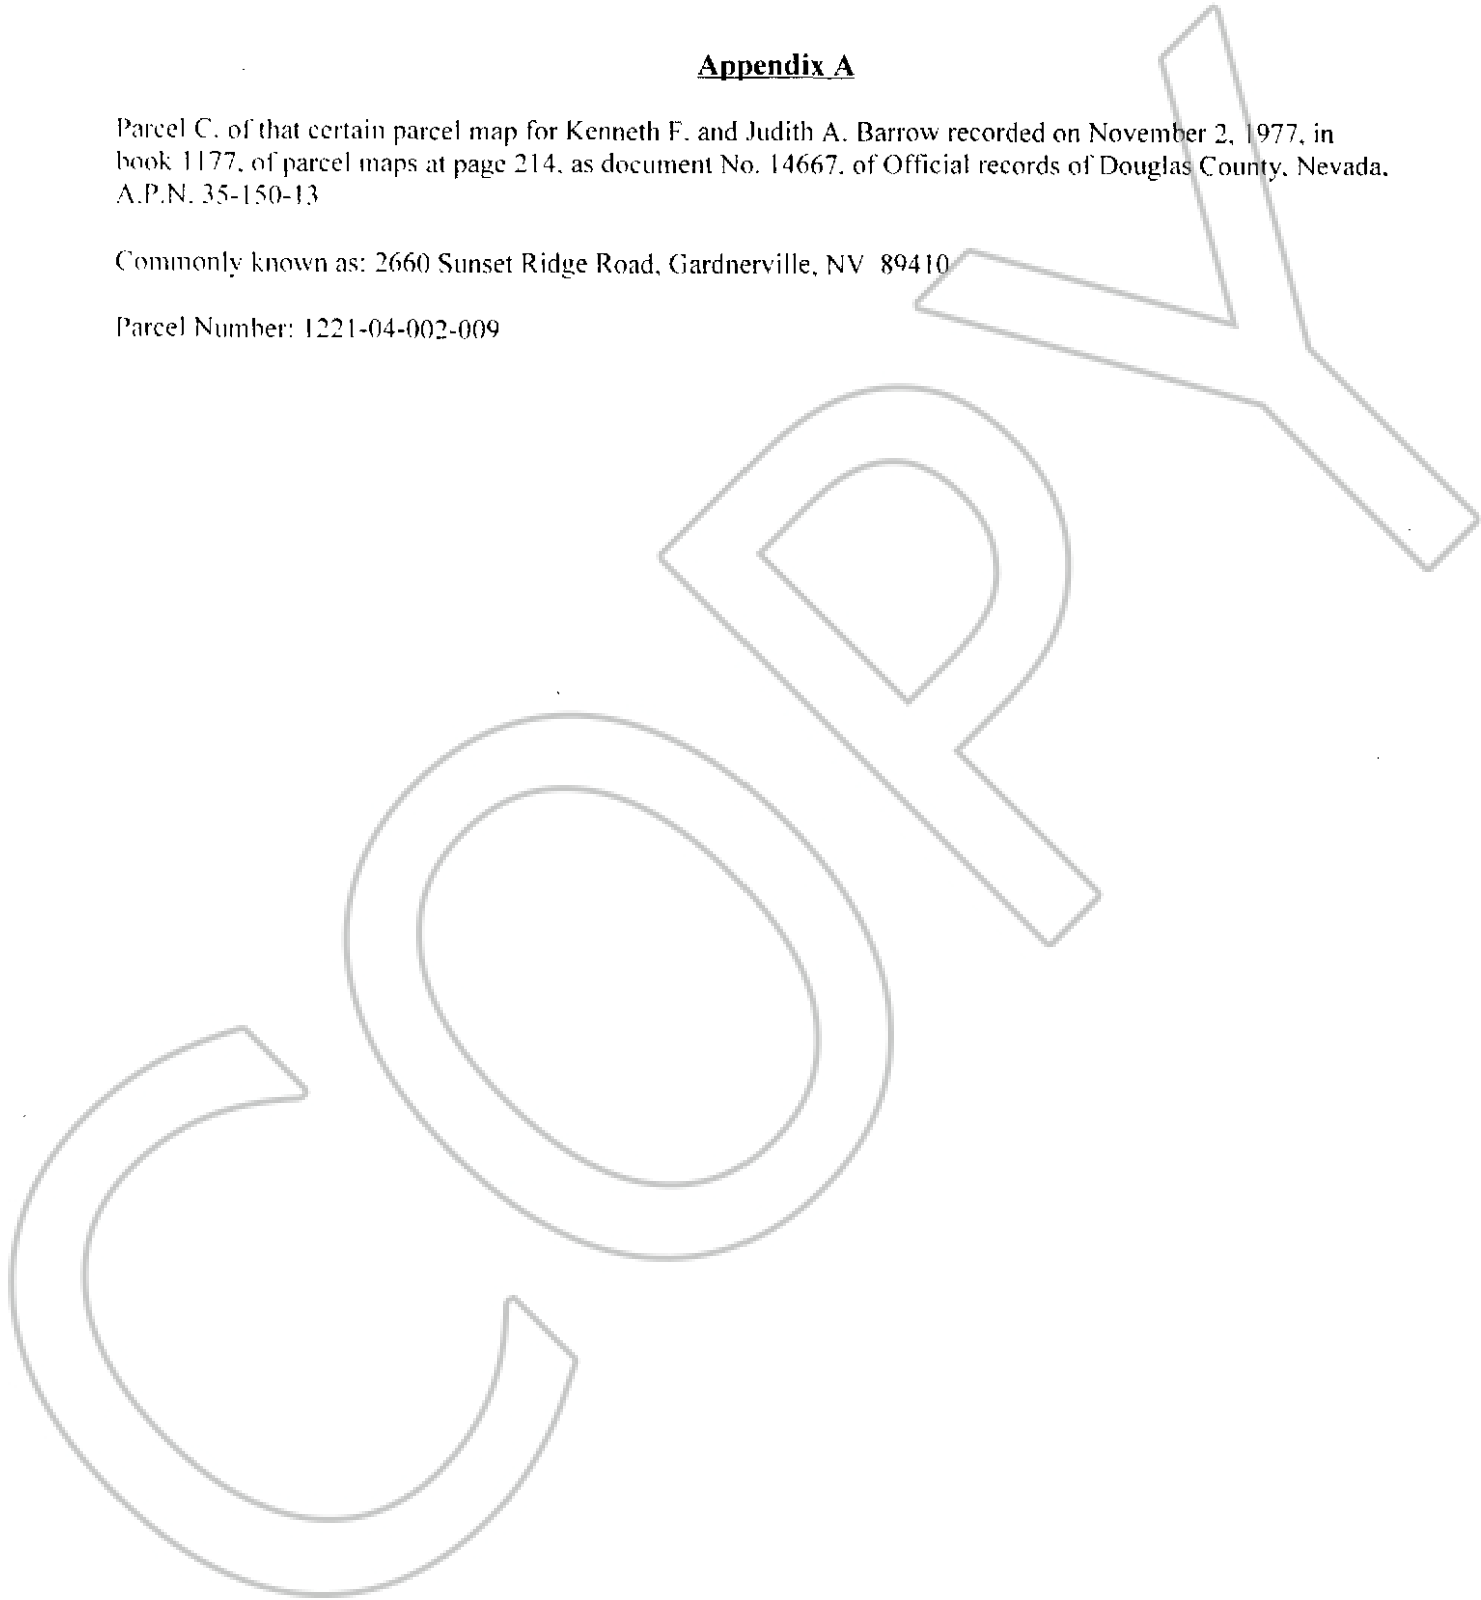 Appendix A
Parcel C. of that certain parcel map for Kenneth F. and Judith A. Barrow recorded on November 2, 1977, in
book 1177, of parcel maps at page 214, as document No. 14667, of Official records of Douglas County, Nevada.
A.P.N. 35-150-13
Commonly known as: 2660 Sunset Ridge Road, Gardnerville, NV 89410
Parcel Number: 1221-04-002-009
COPY